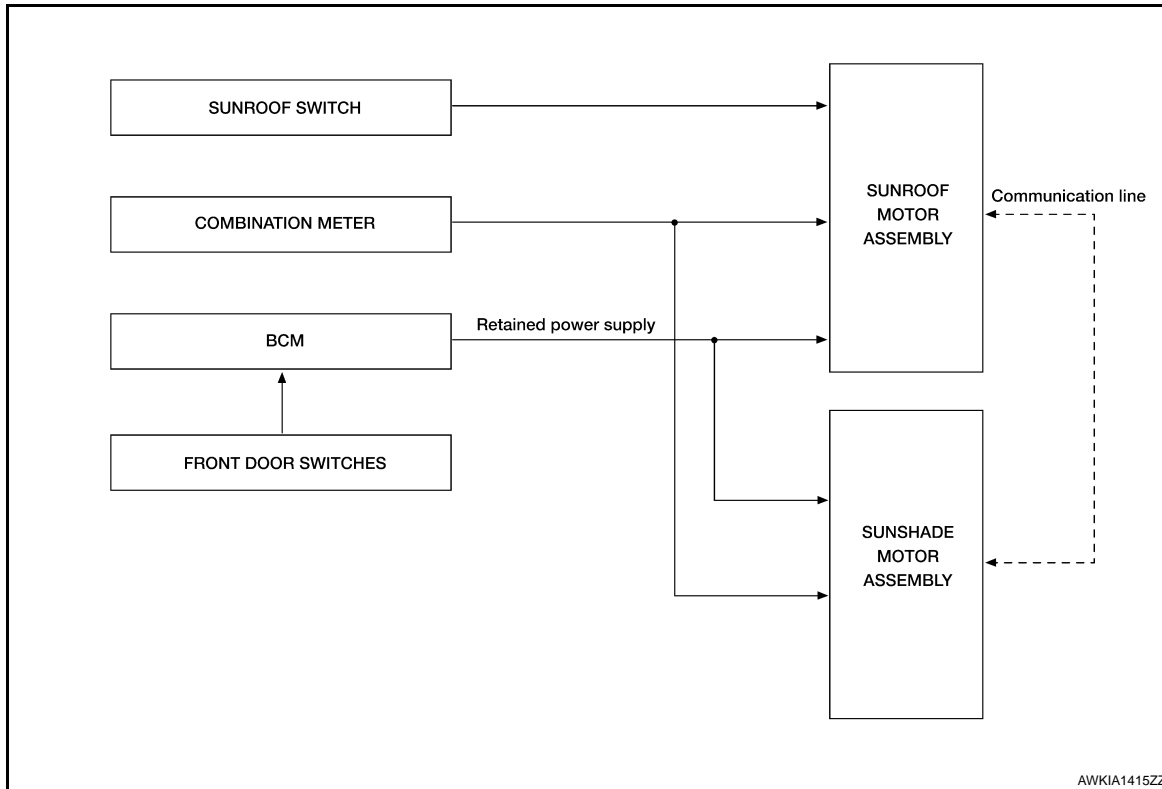 SUNROOF SWITCH
COMBINATION METER
BCM
FRONT DOOR SWITCHES
Retained power supply
SUNROOF
MOTOR
ASSEMBLY
Communication line
SUNSHADE
MOTOR
ASSEMBLY
AWKIA1415ZZ